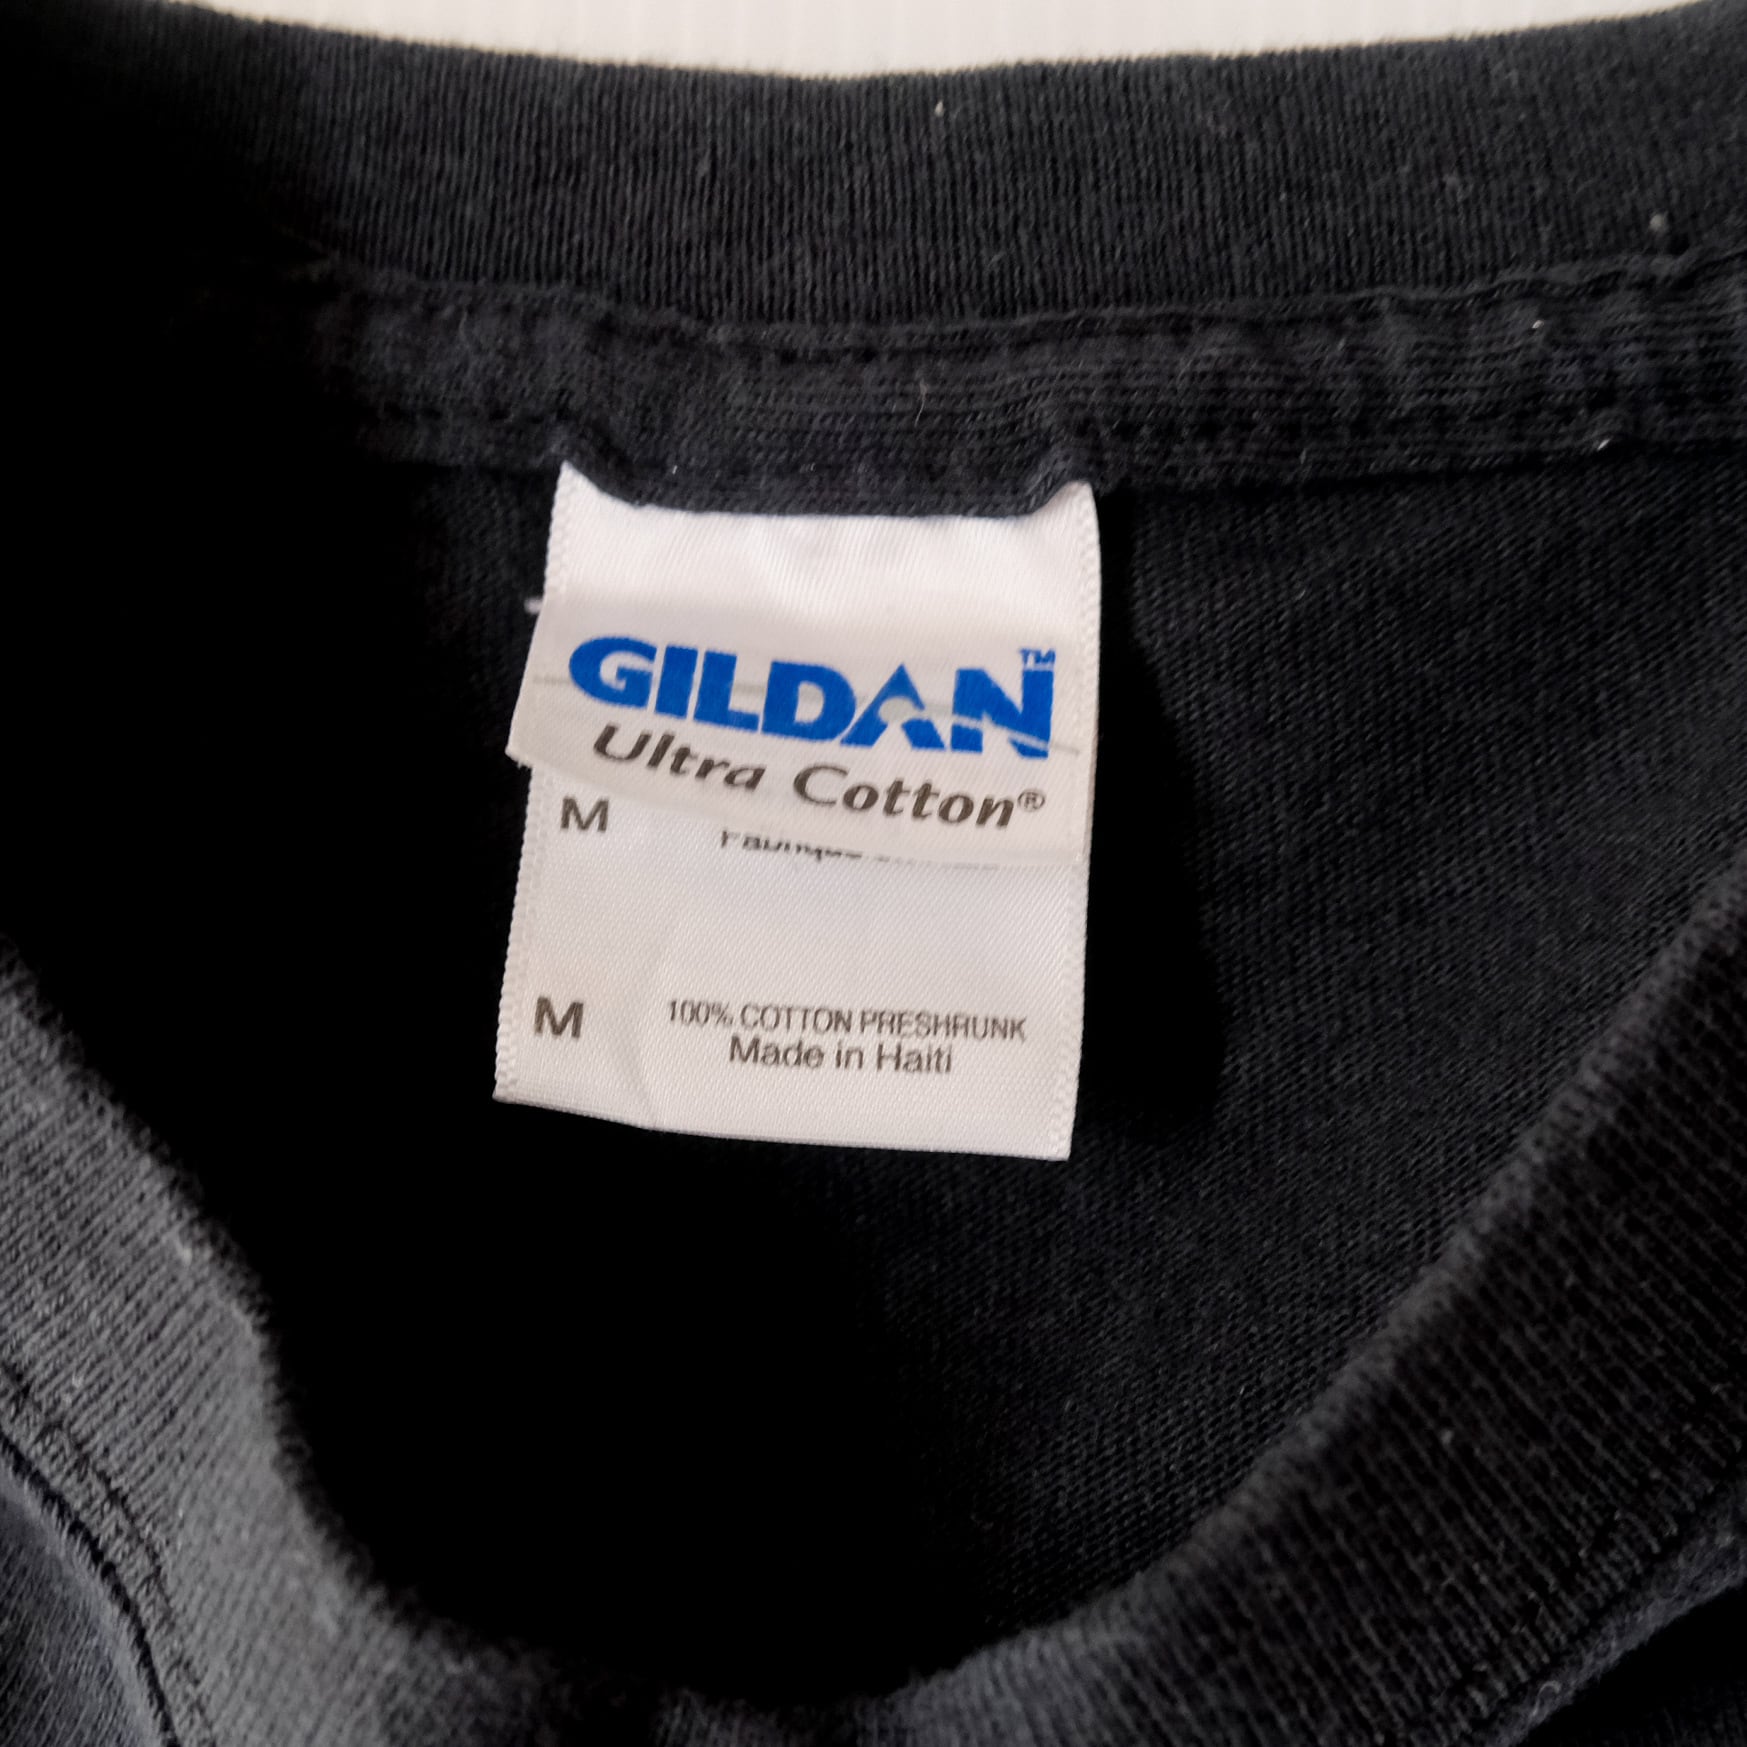 GILDAN™
Ultra Cotton®
M
M 100% COTTON PRESHRUNK
Made in Haiti